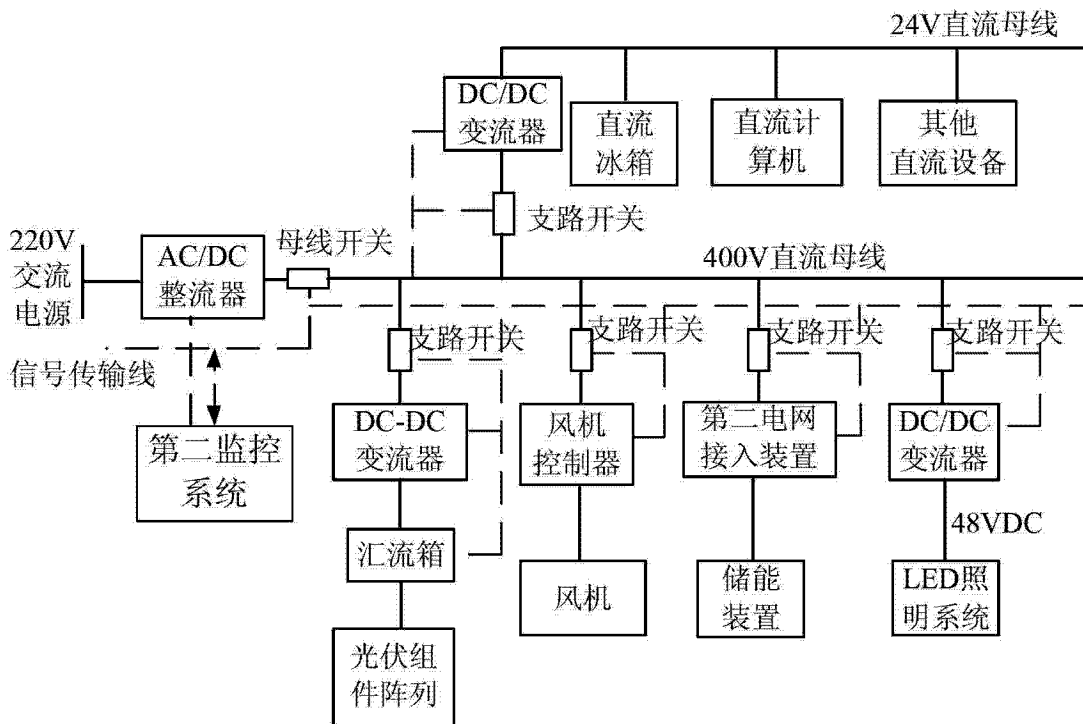 24V直流母线
DC/DC
变流器
直流
冰箱
直流计
算机
其他
直流设备
支路开关
220V
交流
电源
AC/DC
整流器
母线开关
400V直流母线
信号传输线
支路开关
支路开关
支路开关
支路开关
第二监控
系统
DC-DC
变流器
风机
控制器
第二电网
接入装置
DC/DC
变流器
48VDC
汇流箱
风机
储能
装置
LED照
明系统
光伏组
件阵列